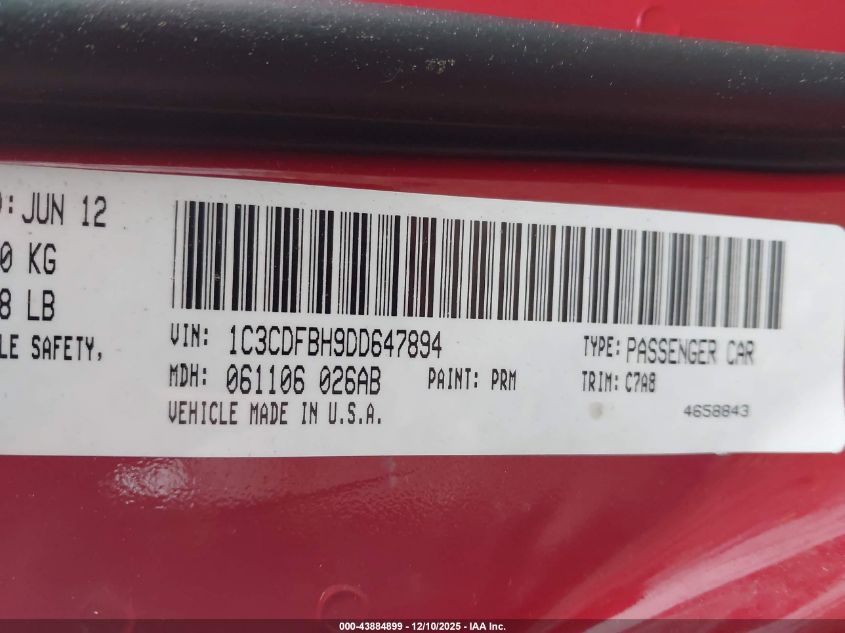 : JUN 12
0 KG
8 LB
LE SAFETY,
VIN: 1C3CDFBH9DD647894
TYPE: PASSENGER CAR
MDH: 061106 026AB
PAINT: PRM
TRIM: C7A8
VEHICLE MADE IN U.S.A.
4658843
000-43884899 - 12/10/2025 - IAA Inc.